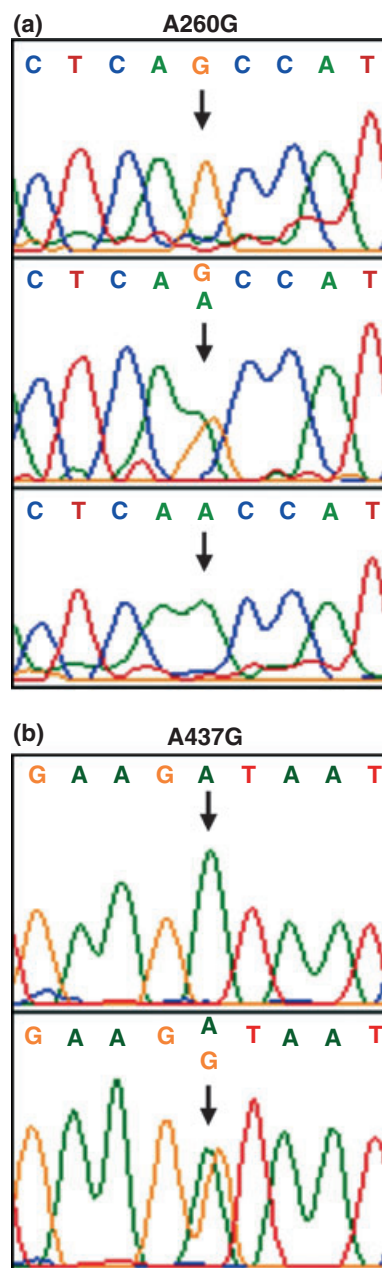 (a)
A260G
C T C A G C C A T
C T C A G C C A T
A
C T C A A C C A T
(b)
A437G
G A A G A T A A T
G A A G A T A A T
G